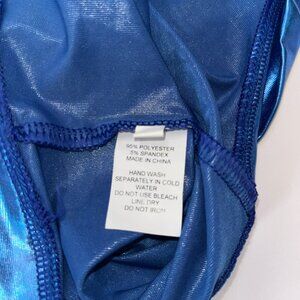 95% POLYESTER
5% SPANDEX
MADE IN CHINA
HAND WASH
SEPARATELY IN COLD
WATER
DO NOT USE BLEACH
LINE DRY
DO NOT IRON